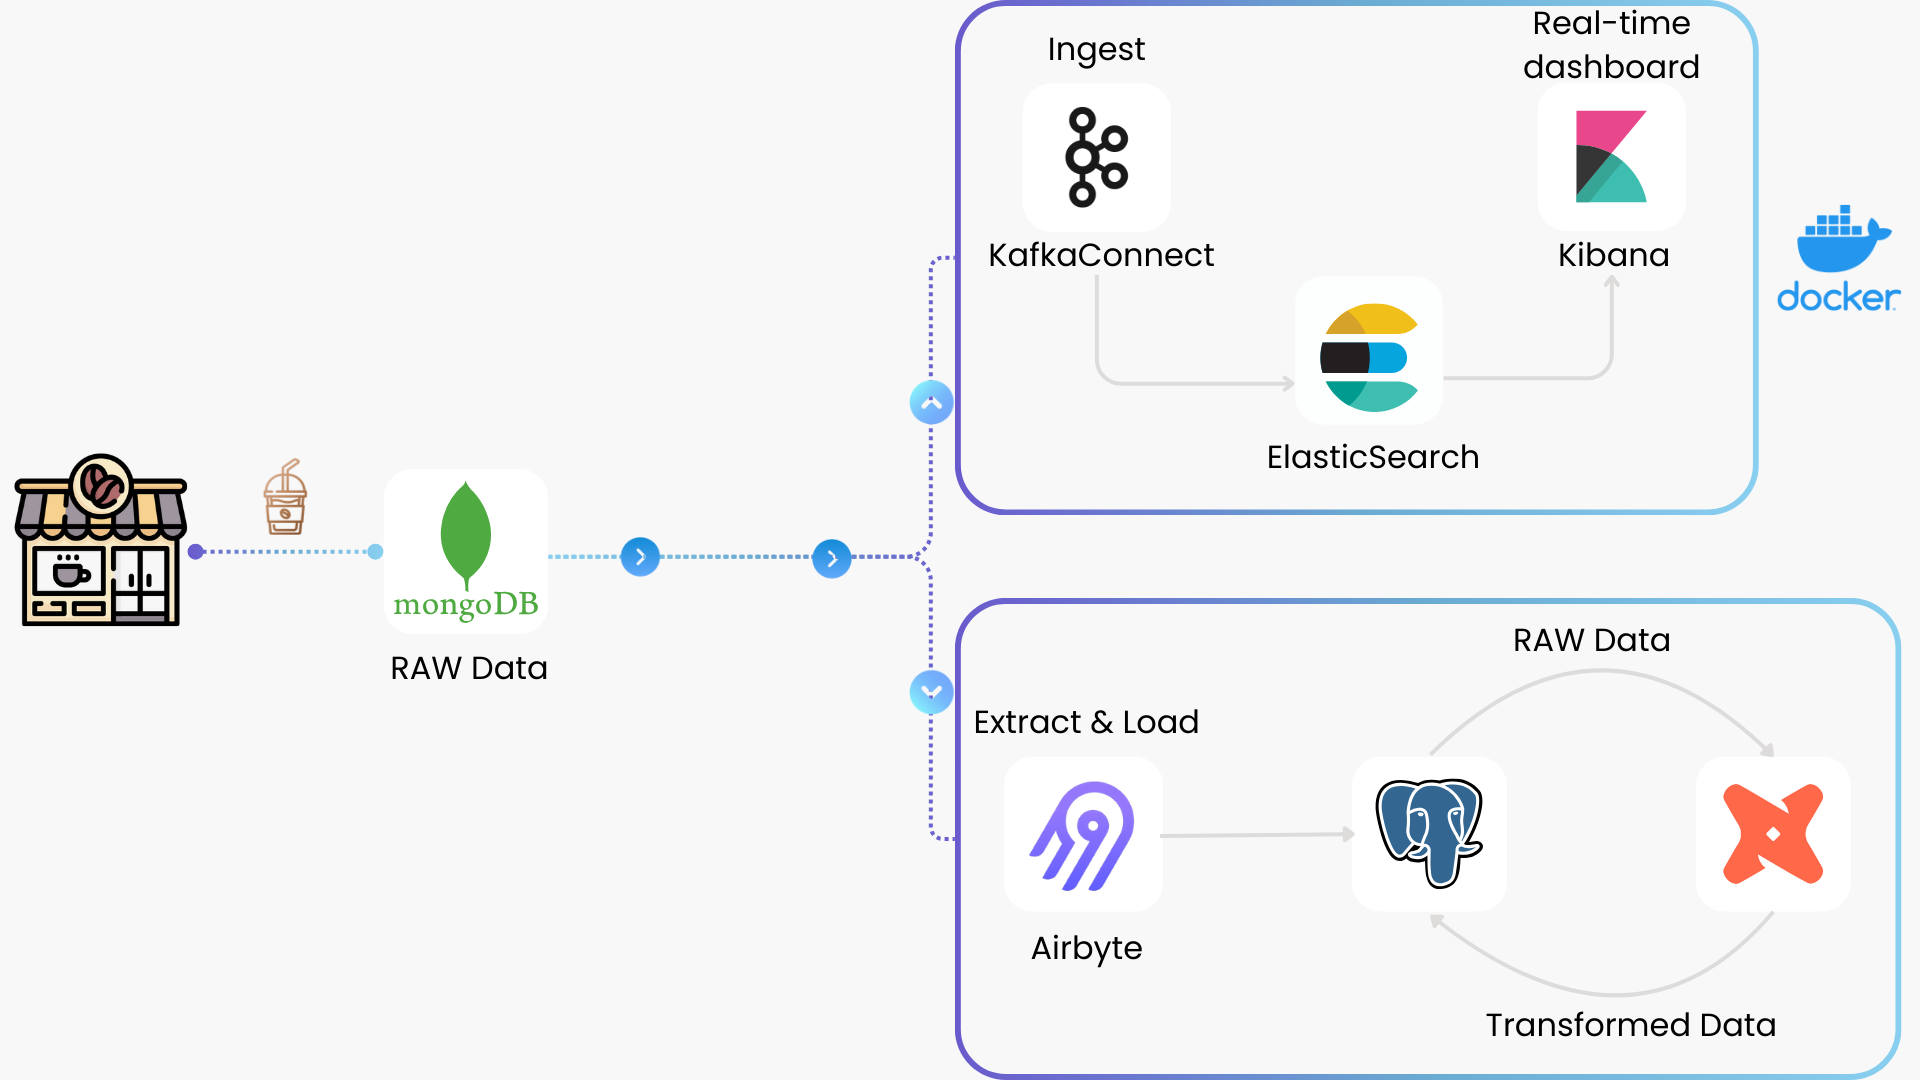 Ingest
KafkaConnect
Real-time
dashboard
Kibana
ElasticSearch
docker
mongoDB
RAW Data
RAW Data
Extract & Load
Airbyte
Transformed Data